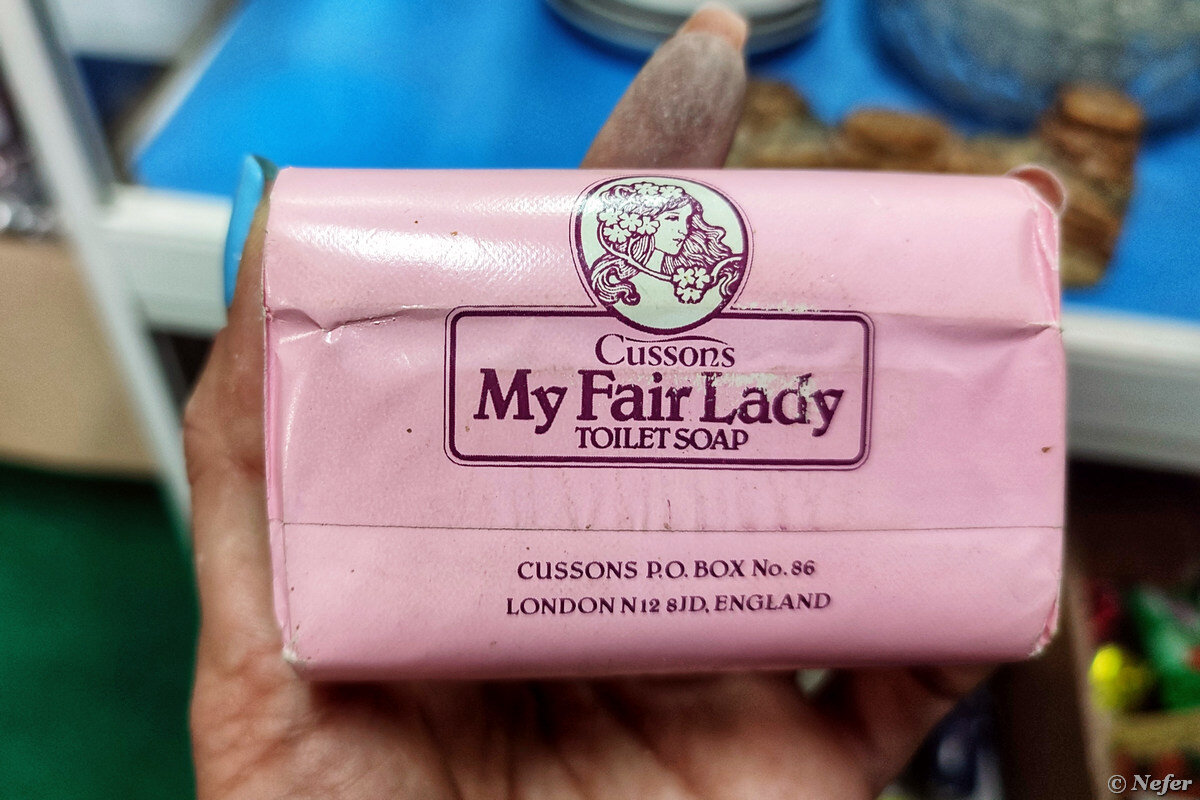 Cussons
My Fair Lady
TOILET SOAP
CUSSONS P.O. BOX No. 86
LONDON N12 8JD, ENGLAND
© Nefer